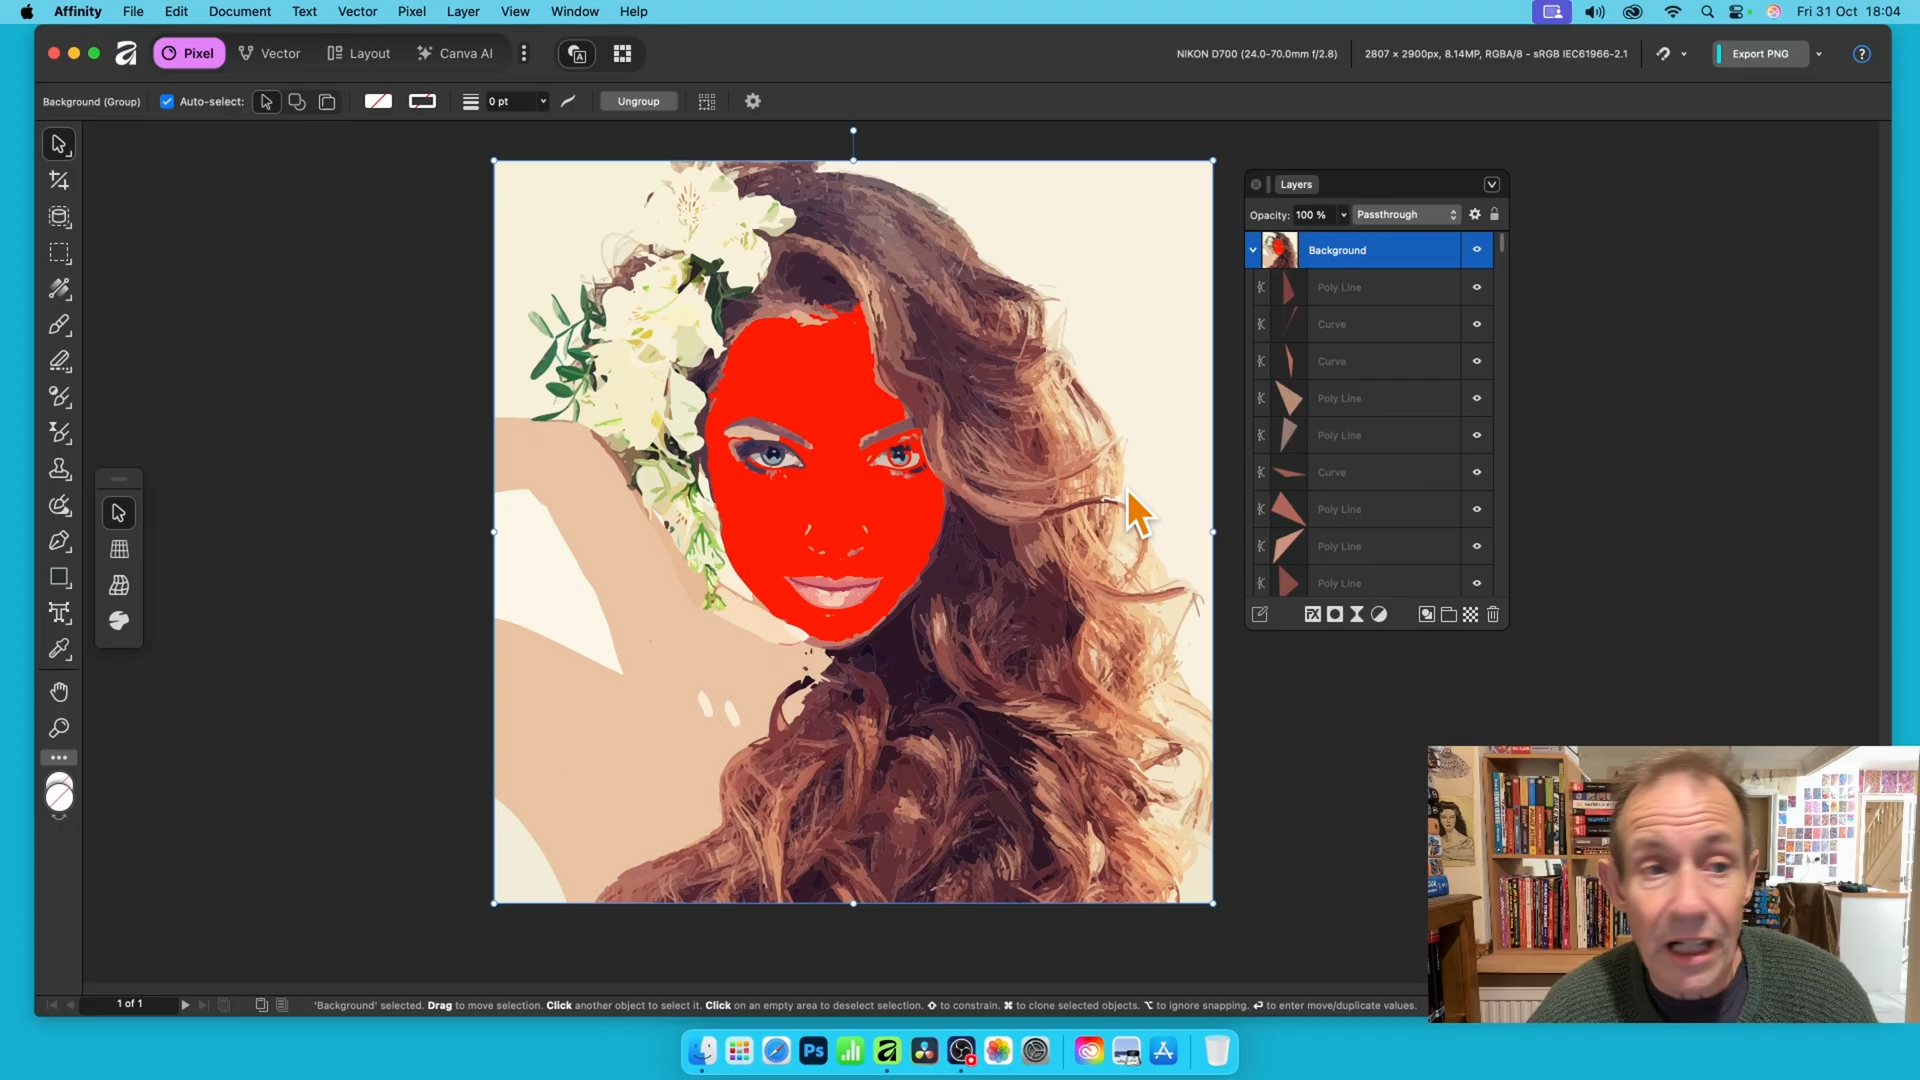 Affinity File Edit Document Text Vector Pixel Layer View Window Help
Fri 31 Oct 18:04
Pixel Vector Layout Canva AI
NIKON D700 (24.0-70.0mm f/2.8) 2807 × 2900px, 8.14MP, RGBA/8 - sRGB IEC61966-2.1
Export PNG
?
Background (Group) Auto-select: 0 pt Ungroup
Layers
Opacity: 100 % Passthrough
Background
Poly Line
Curve
Curve
Poly Line
Poly Line
Curve
Poly Line
Poly Line
Poly Line
FX
1 of 1
'Background' selected. Drag to move selection. Click another object to select it. Click on an empty area to deselect selection. ⇧ to constrain. ⌘ to clone selected objects. ⌥ to ignore snapping. ↵ to enter move/duplicate values.
Ps